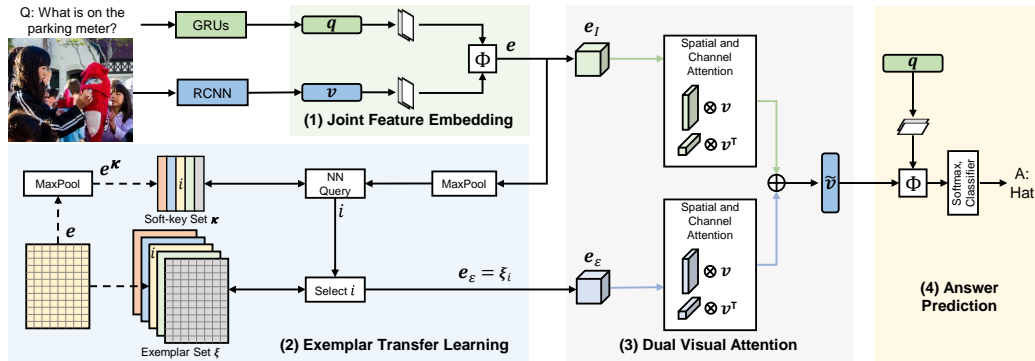 Q: What is on the
parking meter?
GRUs
q
RCNN
v
Φ
e
(1) Joint Feature Embedding
MaxPool
e^κ
e
i
Soft-key Set κ
i
Exemplar Set ξ
NN
Query
MaxPool
i
Select i
e_ε = ξ_i
(2) Exemplar Transfer Learning
e_I
Spatial and
Channel
Attention
⊗ v
⊗ v^T
e_ε
Spatial and
Channel
Attention
⊗ v
⊗ v^T
ṽ
(3) Dual Visual Attention
q
Φ
Softmax,
Classifier
A:
Hat
(4) Answer
Prediction